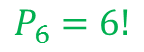 P₆ = 6!